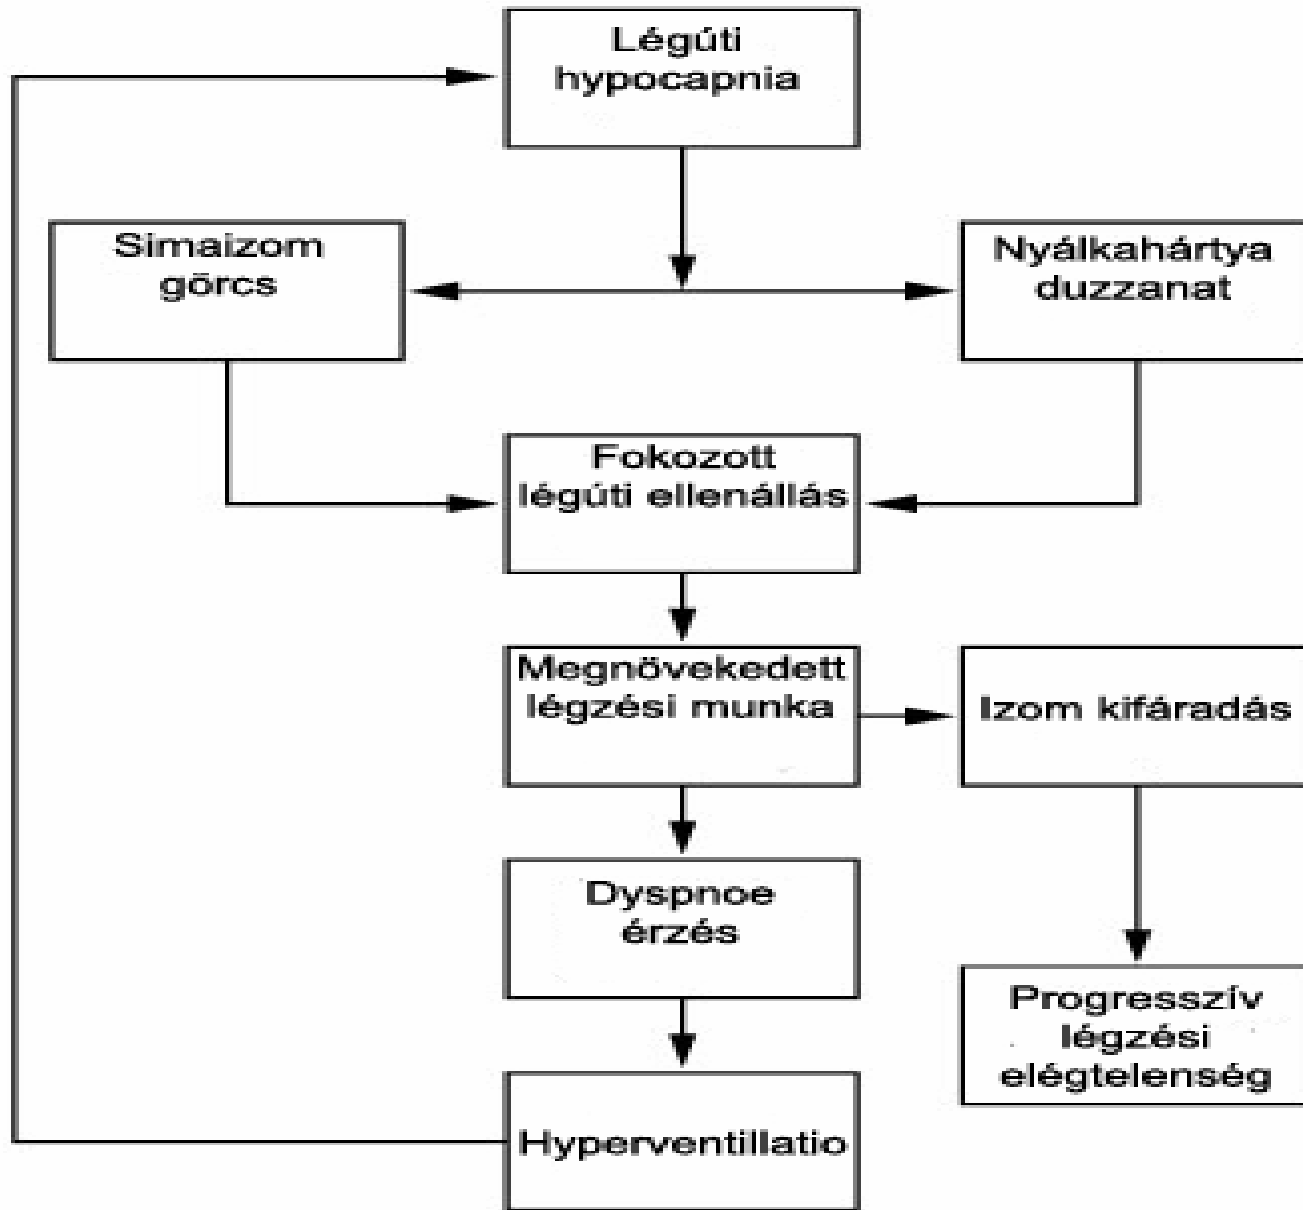 Légúti
hypocapnia
Simaizom
görcs
Nyálkahártya
duzzanat
Fokozott
légúti ellenállás
Megnövekedett
légzési munka
Izom kifáradás
Dyspnoe
érzés
Progresszív
légzési
elégtelenség
Hyperventillatio